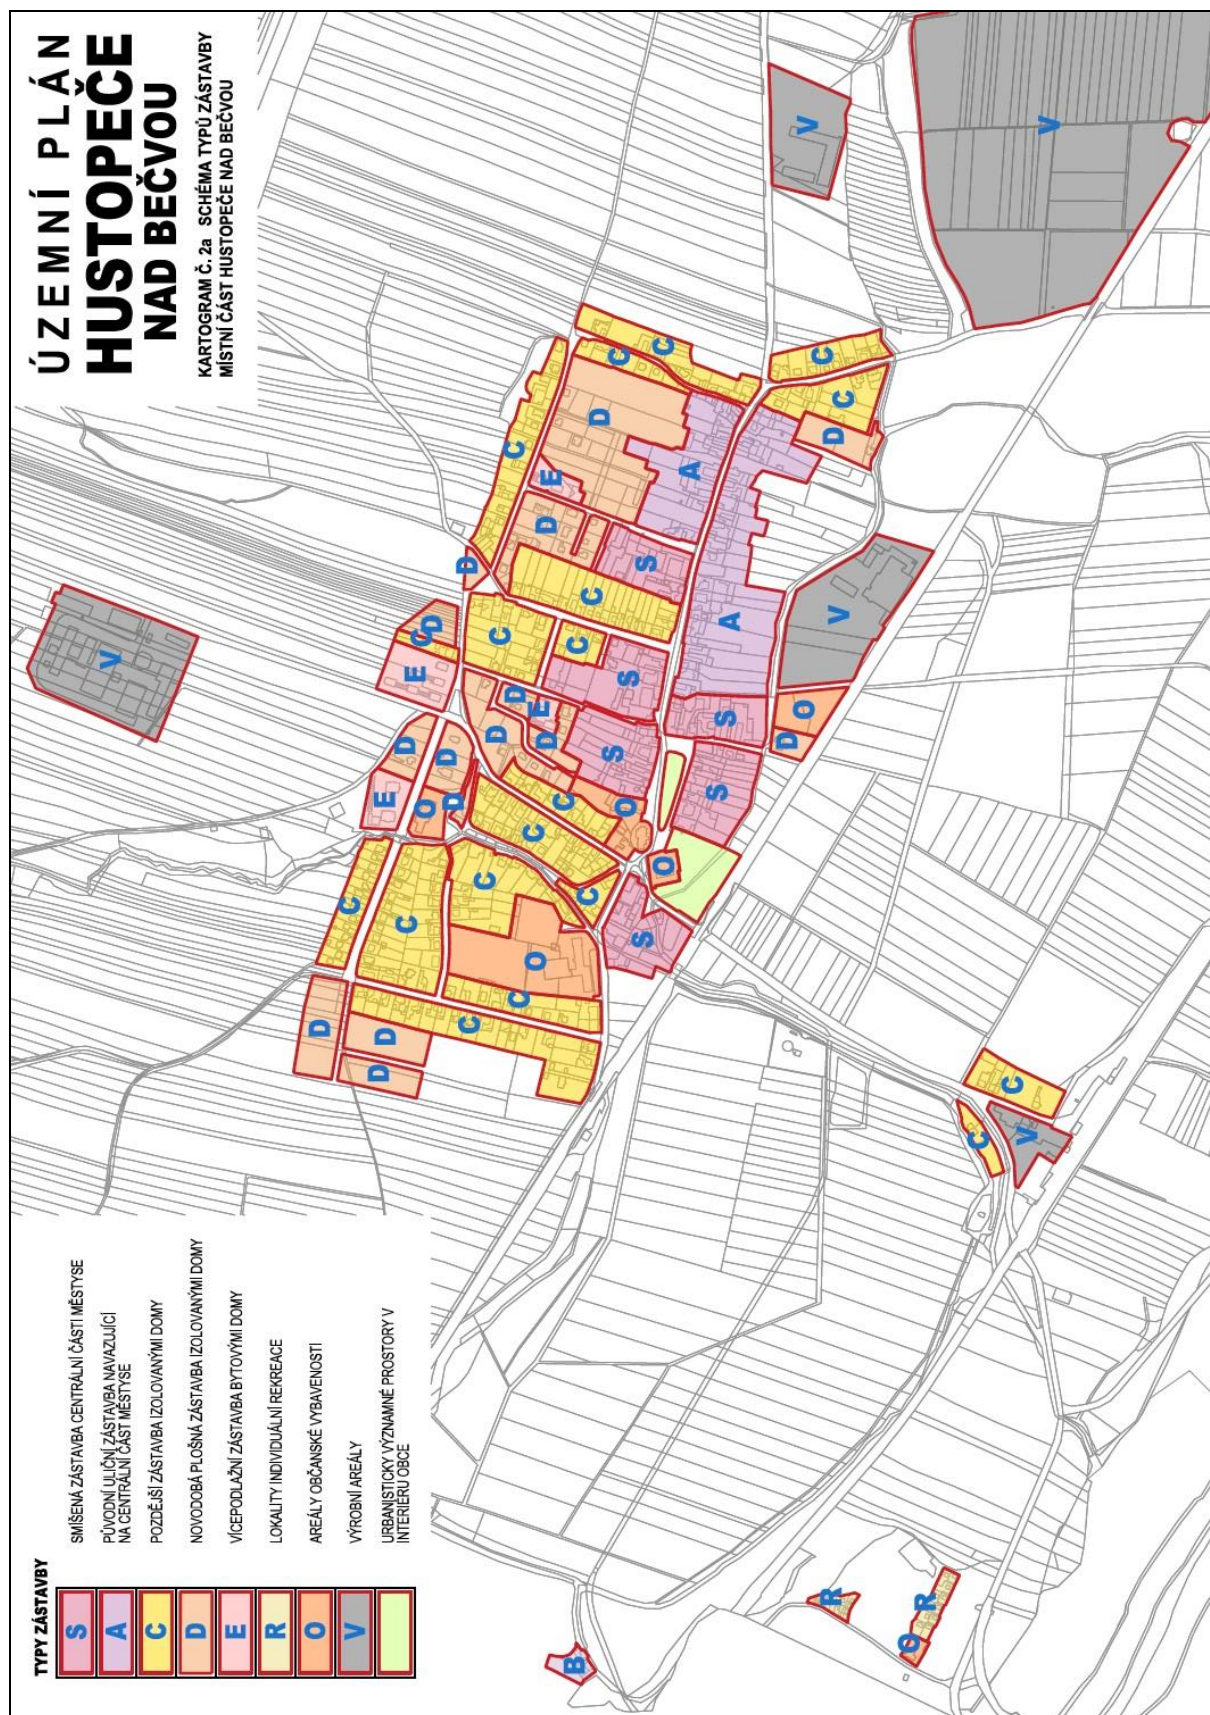 ÚZEMNÍ PLÁN
HUSTOPEČE
NAD BEČVOU
KARTOGRAM Č. 2a SCHÉMA TYPŮ ZÁSTAVBY
MÍSTNÍ ČÁST HUSTOPEČE NAD BEČVOU
TYPY ZÁSTAVBY
S SMÍŠENÁ ZÁSTAVBA CENTRÁLNÍ ČÁSTI MĚSTYSE
A PŮVODNÍ ULIČNÍ ZÁSTAVBA NAVAZUJÍCÍ
NA CENTRÁLNÍ ČÁST MĚSTYSE
C POZDĚJŠÍ ZÁSTAVBA IZOLOVANÝMI DOMY
D NOVODOBÁ PLOŠNÁ ZÁSTAVBA IZOLOVANÝMI DOMY
E VÍCEPODLAŽNÍ ZÁSTAVBA BYTOVÝMI DOMY
R LOKALITY INDIVIDUÁLNÍ REKREACE
O AREÁLY OBČANSKÉ VYBAVENOSTI
V VÝROBNÍ AREÁLY
URBANISTICKY VÝZNAMNÉ PROSTORY V
INTERIÉRU OBCE
V
D
C
D
D
E
D
C
E
C
D
O
D
D
C
D
C
D
C
C
D
C
C
O
E
D
D
E
C
B
C
C
C
D
S
C
O
S
S
S
C
O
A
S
S
A
D
O
V
C
R
D
V
C
O
R
C
C
V
V